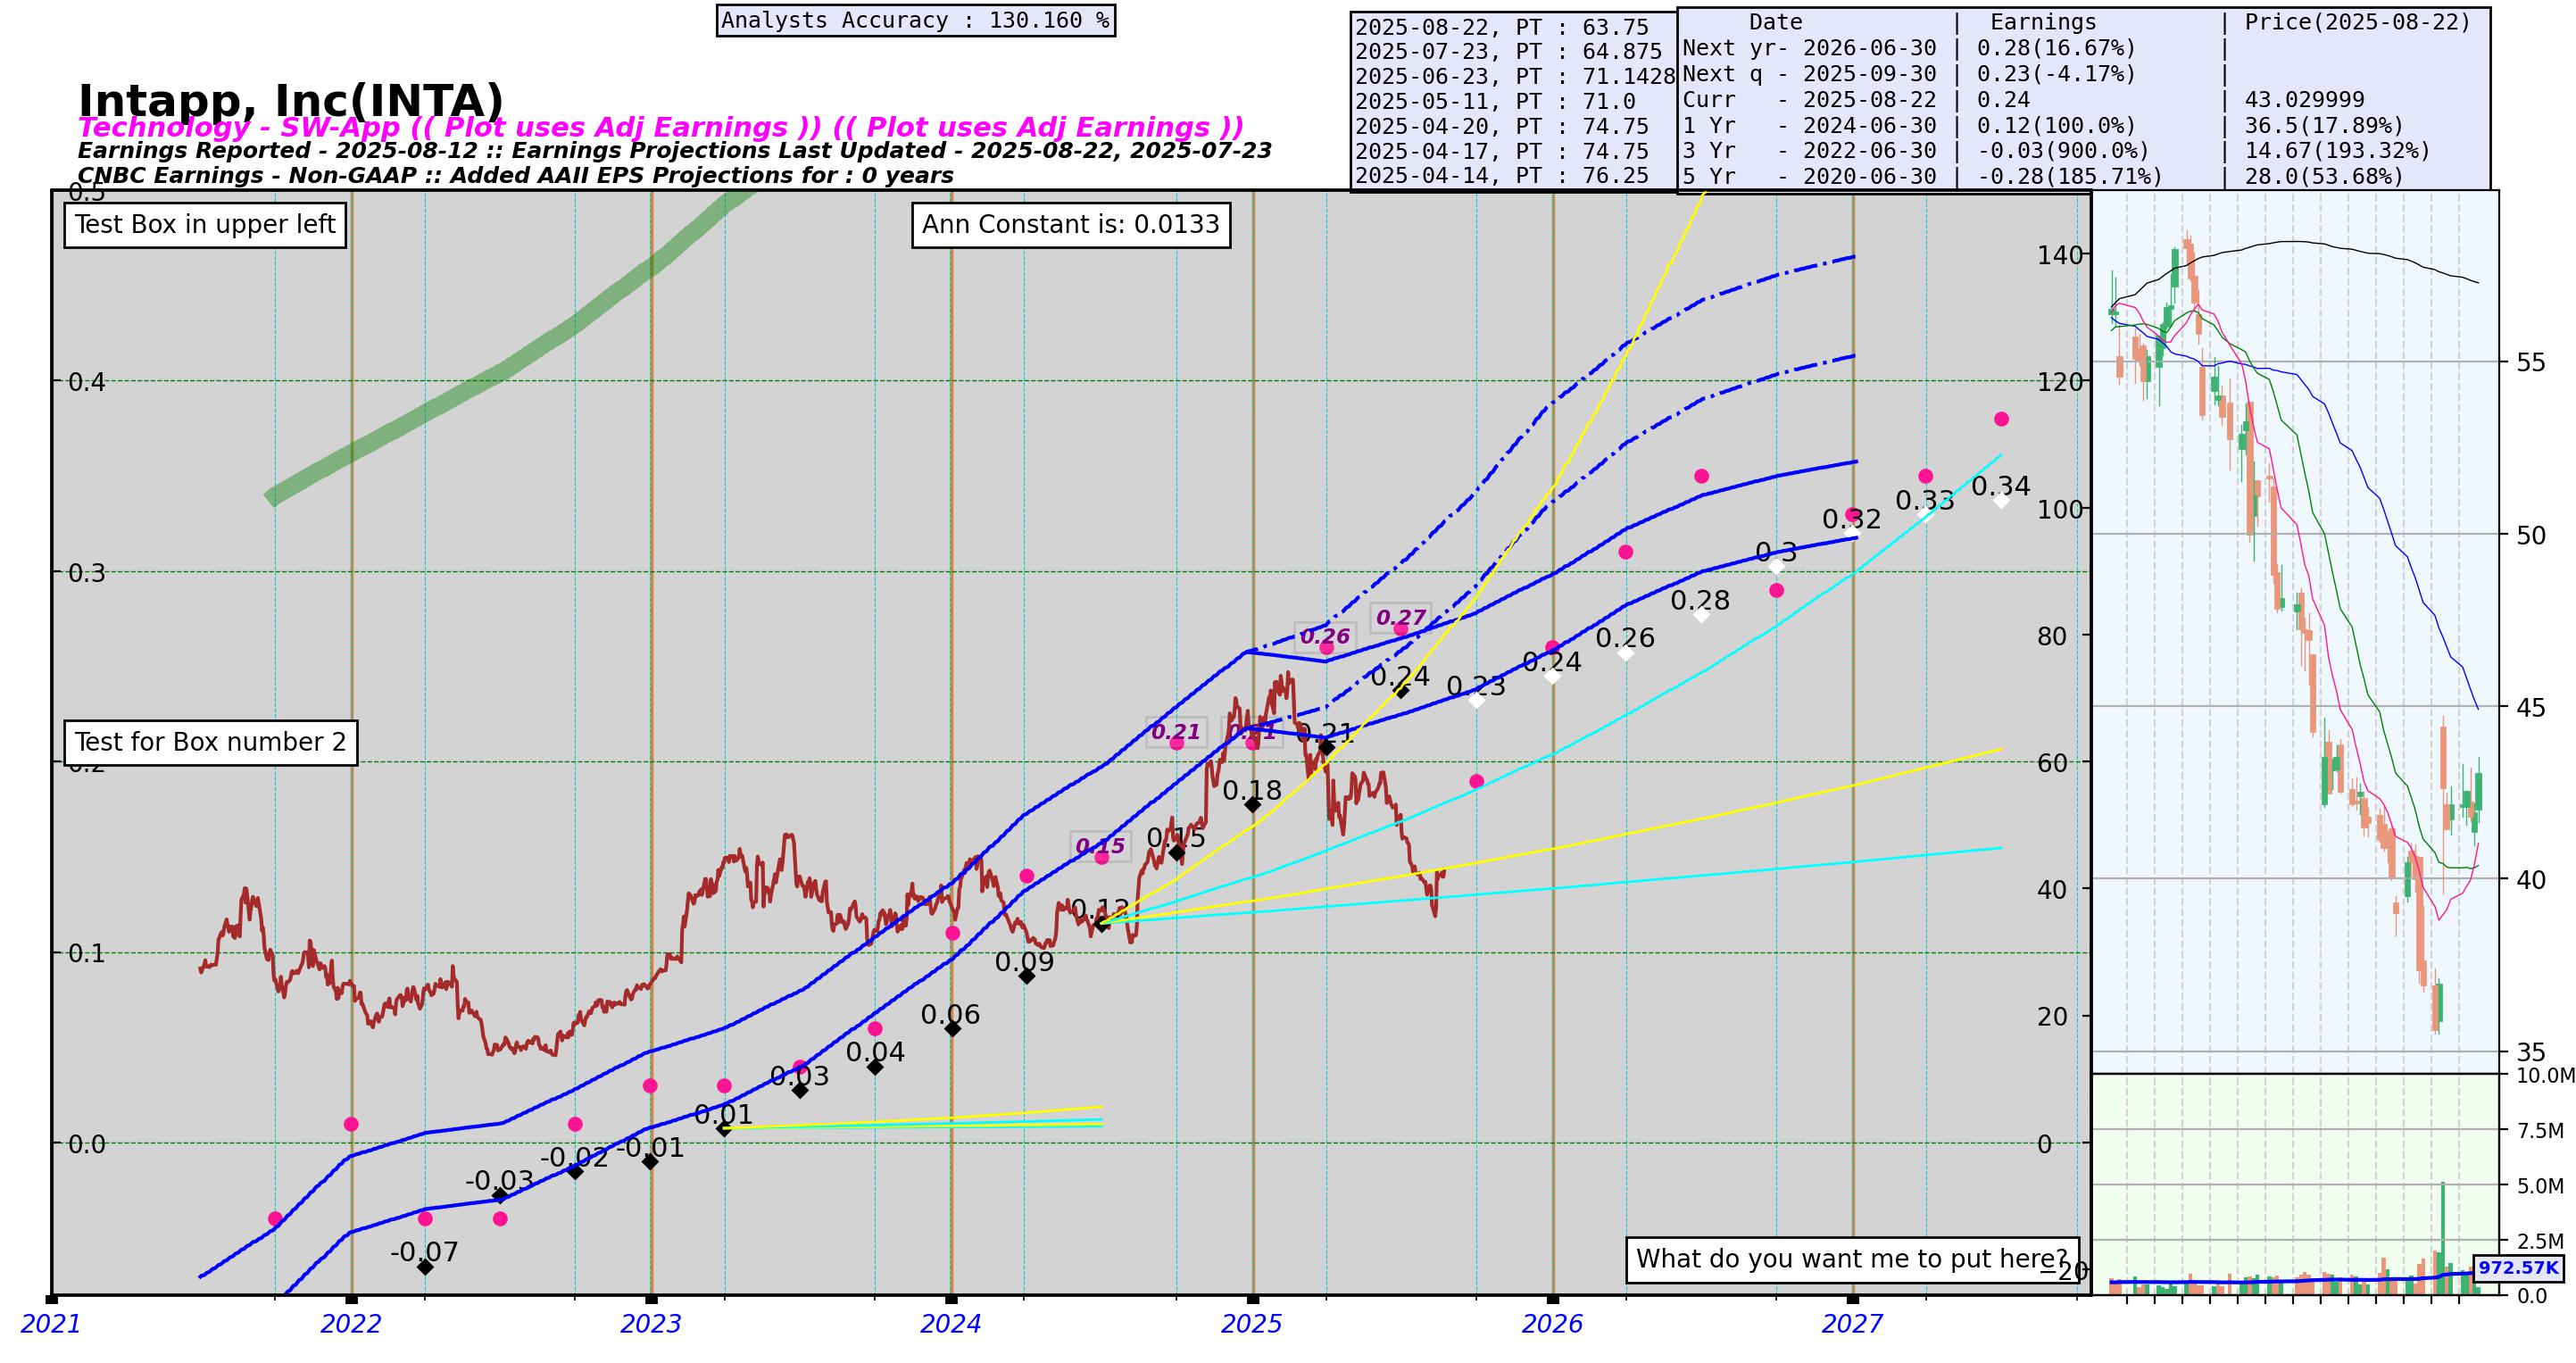 Analysts Accuracy : 130.160 %
2025-08-22, PT : 63.75
2025-07-23, PT : 64.875
2025-06-23, PT : 71.1428
2025-05-11, PT : 71.0
2025-04-20, PT : 74.75
2025-04-17, PT : 74.75
2025-04-14, PT : 76.25
Date | Earnings | Price(2025-08-22)
Next yr- 2026-06-30 | 0.28(16.67%) |
Next q - 2025-09-30 | 0.23(-4.17%) |
Curr - 2025-08-22 | 0.24 | 43.029999
1 Yr - 2024-06-30 | 0.12(100.0%) | 36.5(17.89%)
3 Yr - 2022-06-30 | -0.03(900.0%) | 14.67(193.32%)
5 Yr - 2020-06-30 | -0.28(185.71%) | 28.0(53.68%)
Intapp, Inc(INTA)
Technology - SW-App (( Plot uses Adj Earnings )) (( Plot uses Adj Earnings ))
Earnings Reported - 2025-08-12 :: Earnings Projections Last Updated - 2025-08-22, 2025-07-23
CNBC Earnings - Non-GAAP :: Added AAII EPS Projections for : 0 years
Test Box in upper left
Ann Constant is: 0.0133
Test for Box number 2
What do you want me to put here?
0.5
0.4
0.3
0.2
0.1
0.0
-0.07
-0.03
-0.02
-0.01
0.01
0.03
0.04
0.06
0.09
0.12
0.15
0.15
0.21
0.18
0.21
0.21
0.26
0.24
0.27
0.23
0.24
0.26
0.28
0.3
0.32
0.33
0.34
140
120
100
80
60
40
20
0
−20
55
50
45
40
35
10.0M
7.5M
5.0M
2.5M
972.57K
0.0
2021
2022
2023
2024
2025
2026
2027